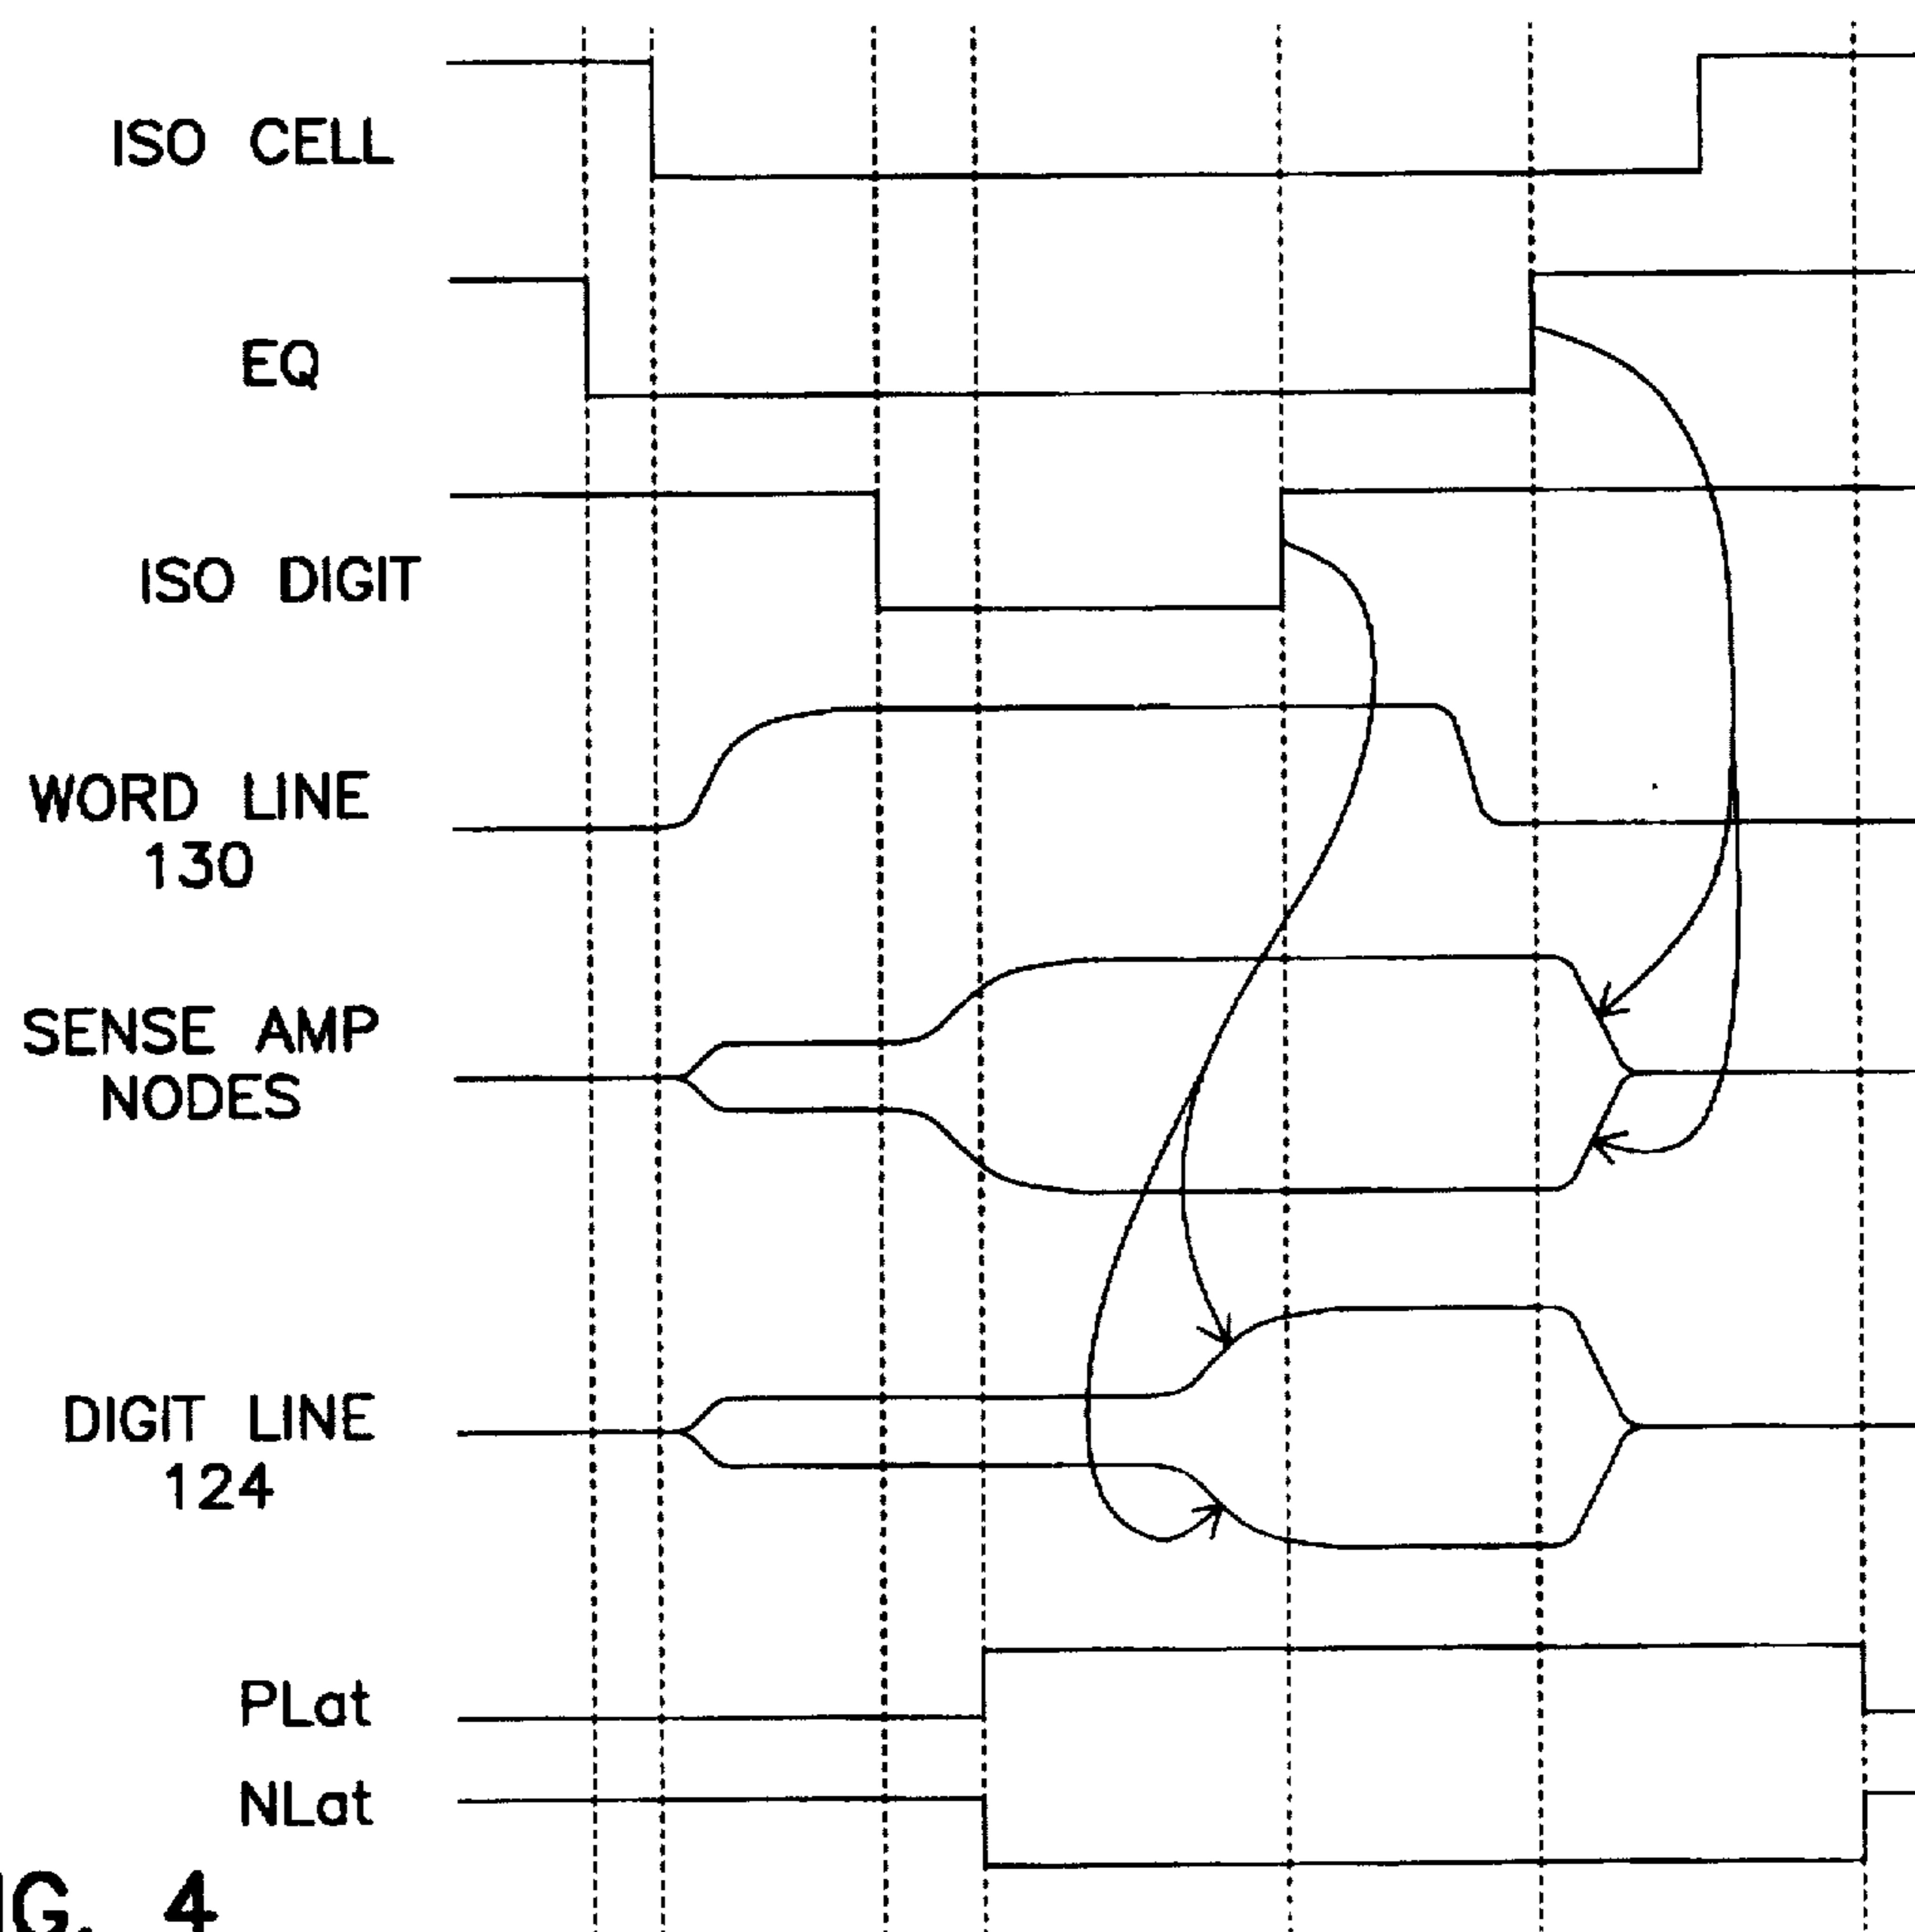 ISO CELL
EQ
ISO DIGIT
WORD LINE
130
SENSE AMP
NODES
DIGIT LINE
124
PLat
NLat
IG. 4